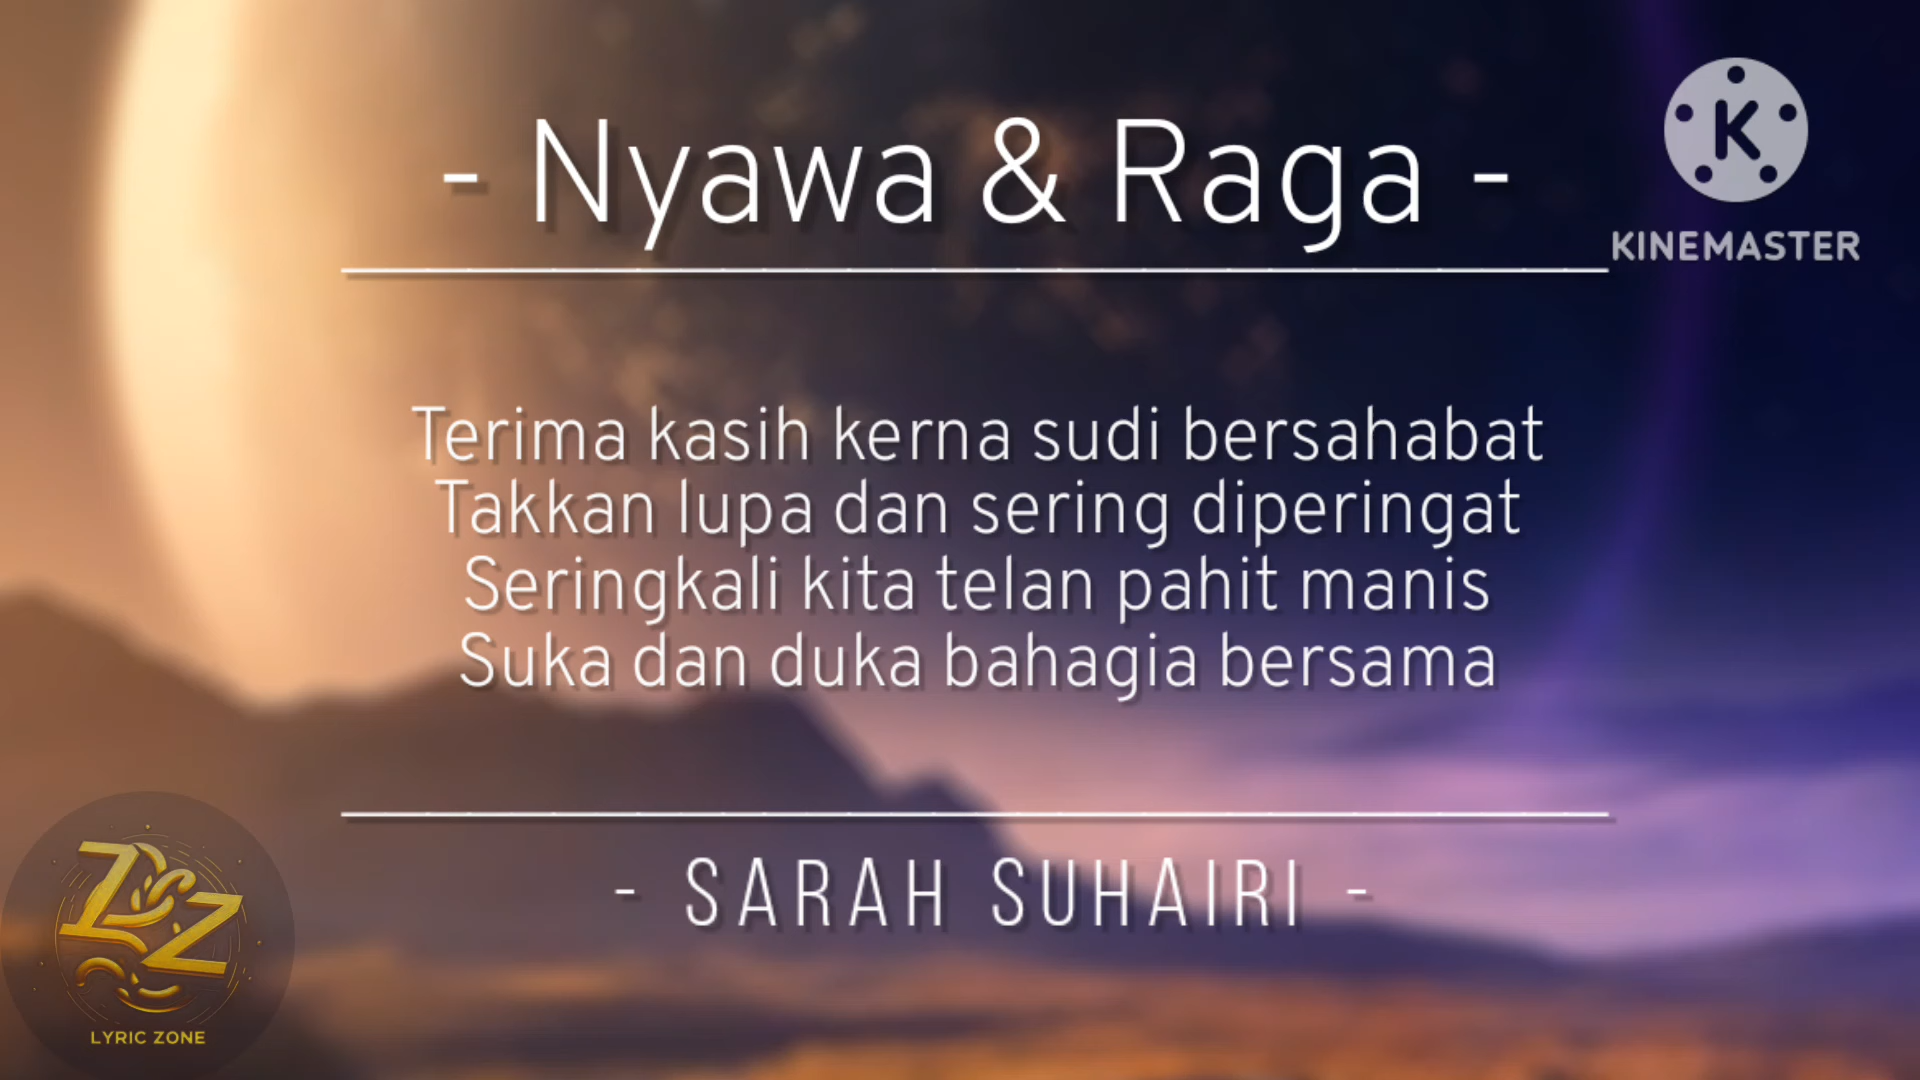 - Nyawa & Raga -
KINEMASTER
Terima kasih kerna sudi bersahabat
Takkan lupa dan sering diperingat
Seringkali kita telan pahit manis
Suka dan duka bahagia bersama
- SARAH SUHAIRI -
LYRIC ZONE